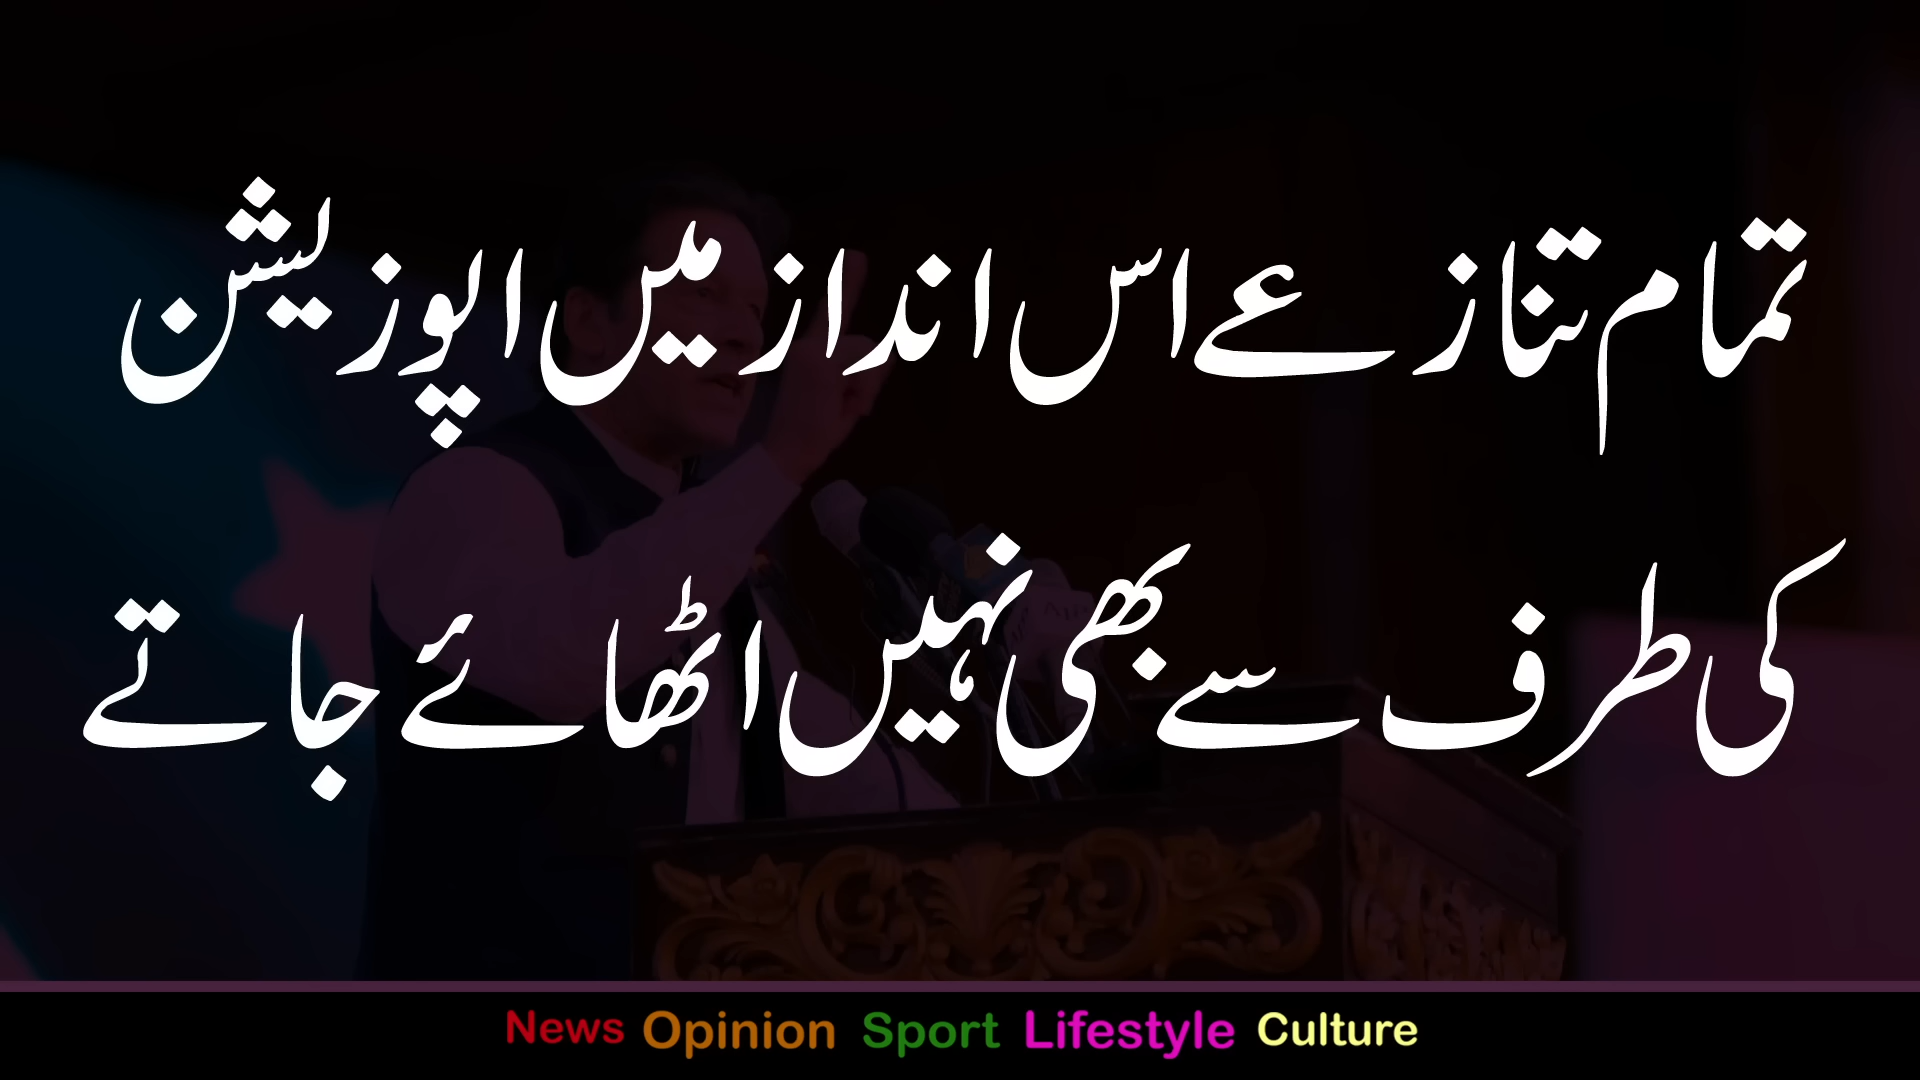 تمام تنازعے اس انداز میں اپوزیشن
کی طرف سے بھی نہیں اٹھائے جاتے
News Opinion Sport Lifestyle Culture